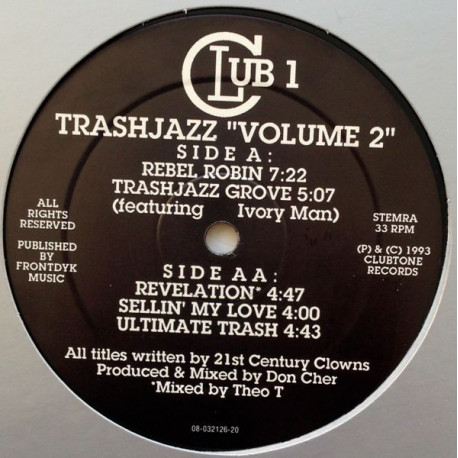 CLUB 1
TRASHJAZZ "VOLUME 2"
SIDE A:
REBEL ROBIN 7:22
TRASHJAZZ GROVE 5:07
(featuring Ivory Man)
ALL
RIGHTS
RESERVED
PUBLISHED
BY
FRONTDYK
MUSIC
STEMRA
33 RPM
(P) & (C) 1993
CLUBTONE
RECORDS
SIDE AA:
REVELATION* 4:47
SELLIN' MY LOVE 4:00
ULTIMATE TRASH 4:43
All titles written by 21st Century Clowns
Produced & Mixed by Don Cher
*Mixed by Theo T
08-032126-20